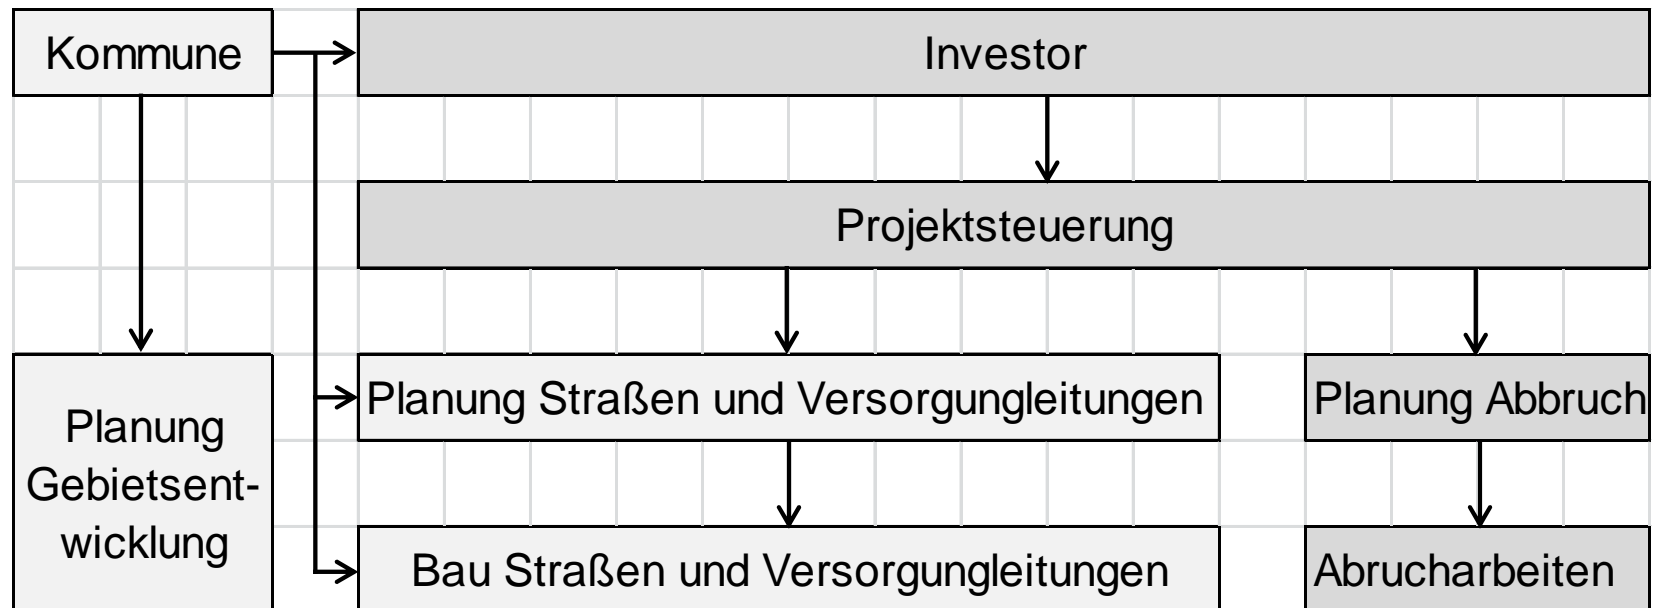 Kommune
Investor
Projektsteuerung
Planung Straßen und Versorgungleitungen
Planung Abbruch
Planung
Gebietsent-
wicklung
Bau Straßen und Versorgungleitungen
Abrucharbeiten